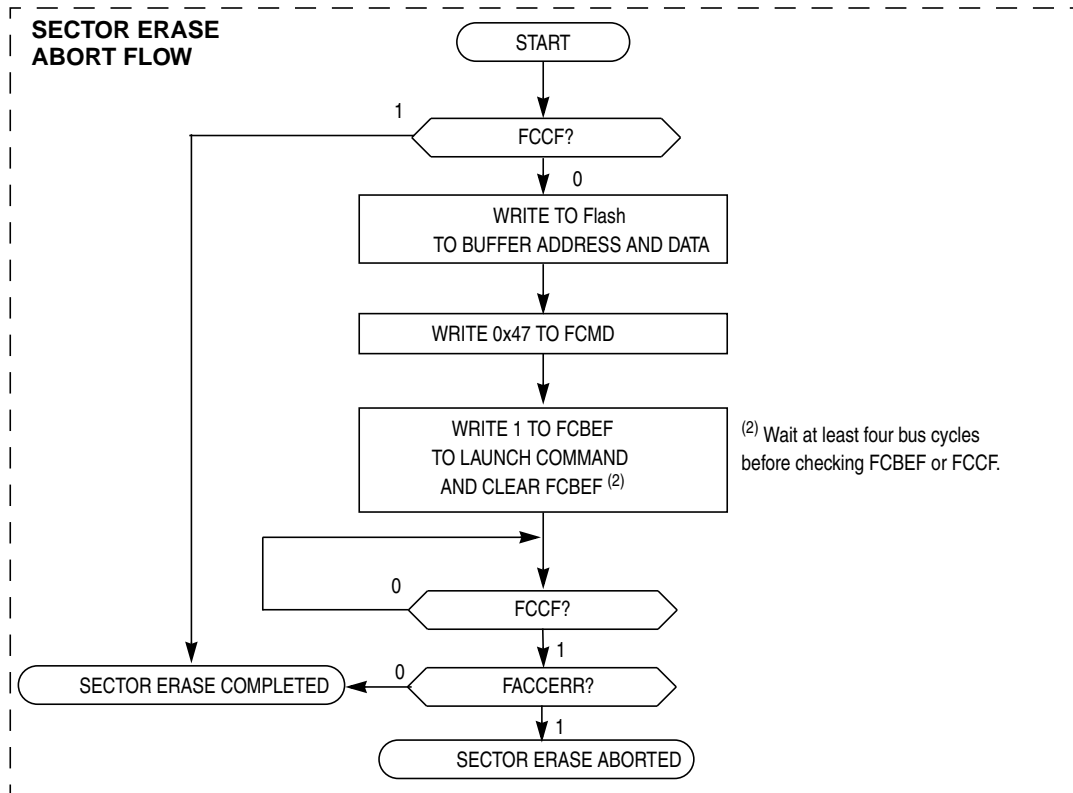 SECTOR ERASE
ABORT FLOW
START
1
FCCF?
0
WRITE TO Flash
TO BUFFER ADDRESS AND DATA
WRITE 0x47 TO FCMD
WRITE 1 TO FCBEF
TO LAUNCH COMMAND
AND CLEAR FCBEF (2)
(2) Wait at least four bus cycles
before checking FCBEF or FCCF.
0
FCCF?
1
0
SECTOR ERASE COMPLETED
FACCERR?
1
SECTOR ERASE ABORTED